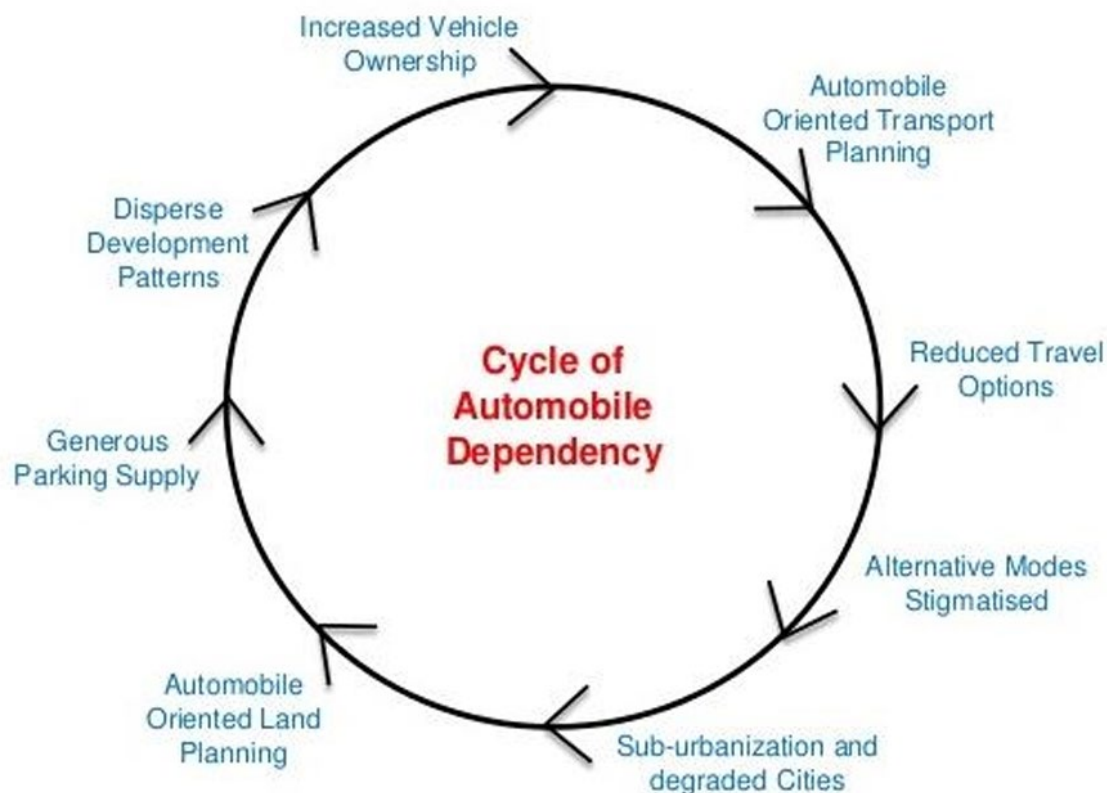 Increased Vehicle
Ownership
Automobile
Oriented Transport
Planning
Reduced Travel
Options
Alternative Modes
Stigmatised
Sub-urbanization and
degraded Cities
Automobile
Oriented Land
Planning
Generous
Parking Supply
Disperse
Development
Patterns
Cycle of
Automobile
Dependency